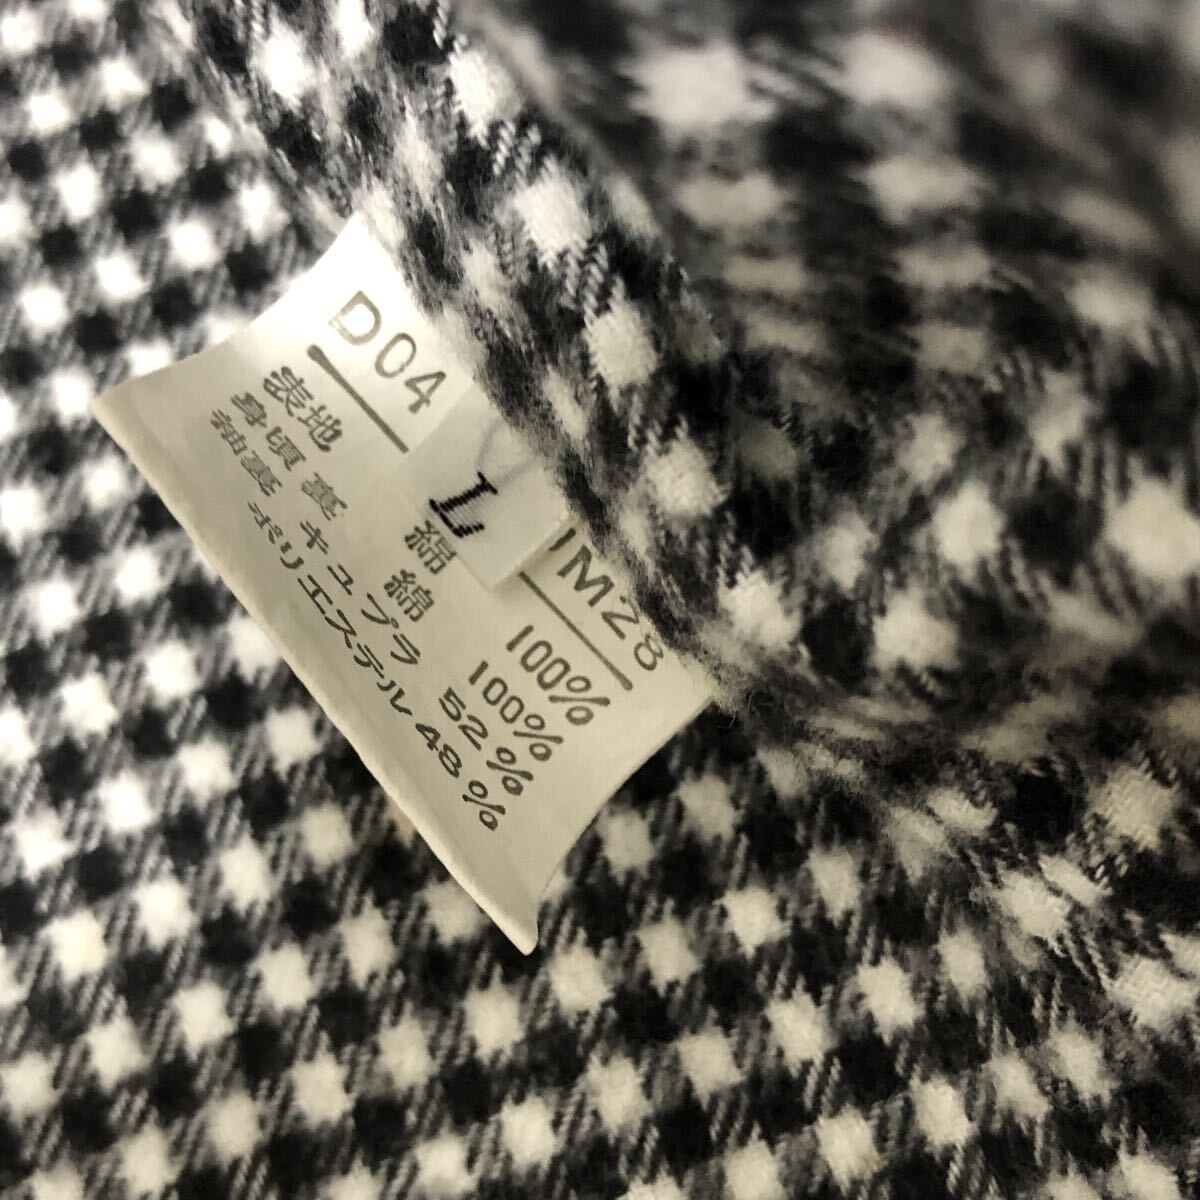 D04 1M28
L
表地 綿 100%
身頃裏 綿 100%
袖裏 キュプラ 52%
ポリエステル 48%